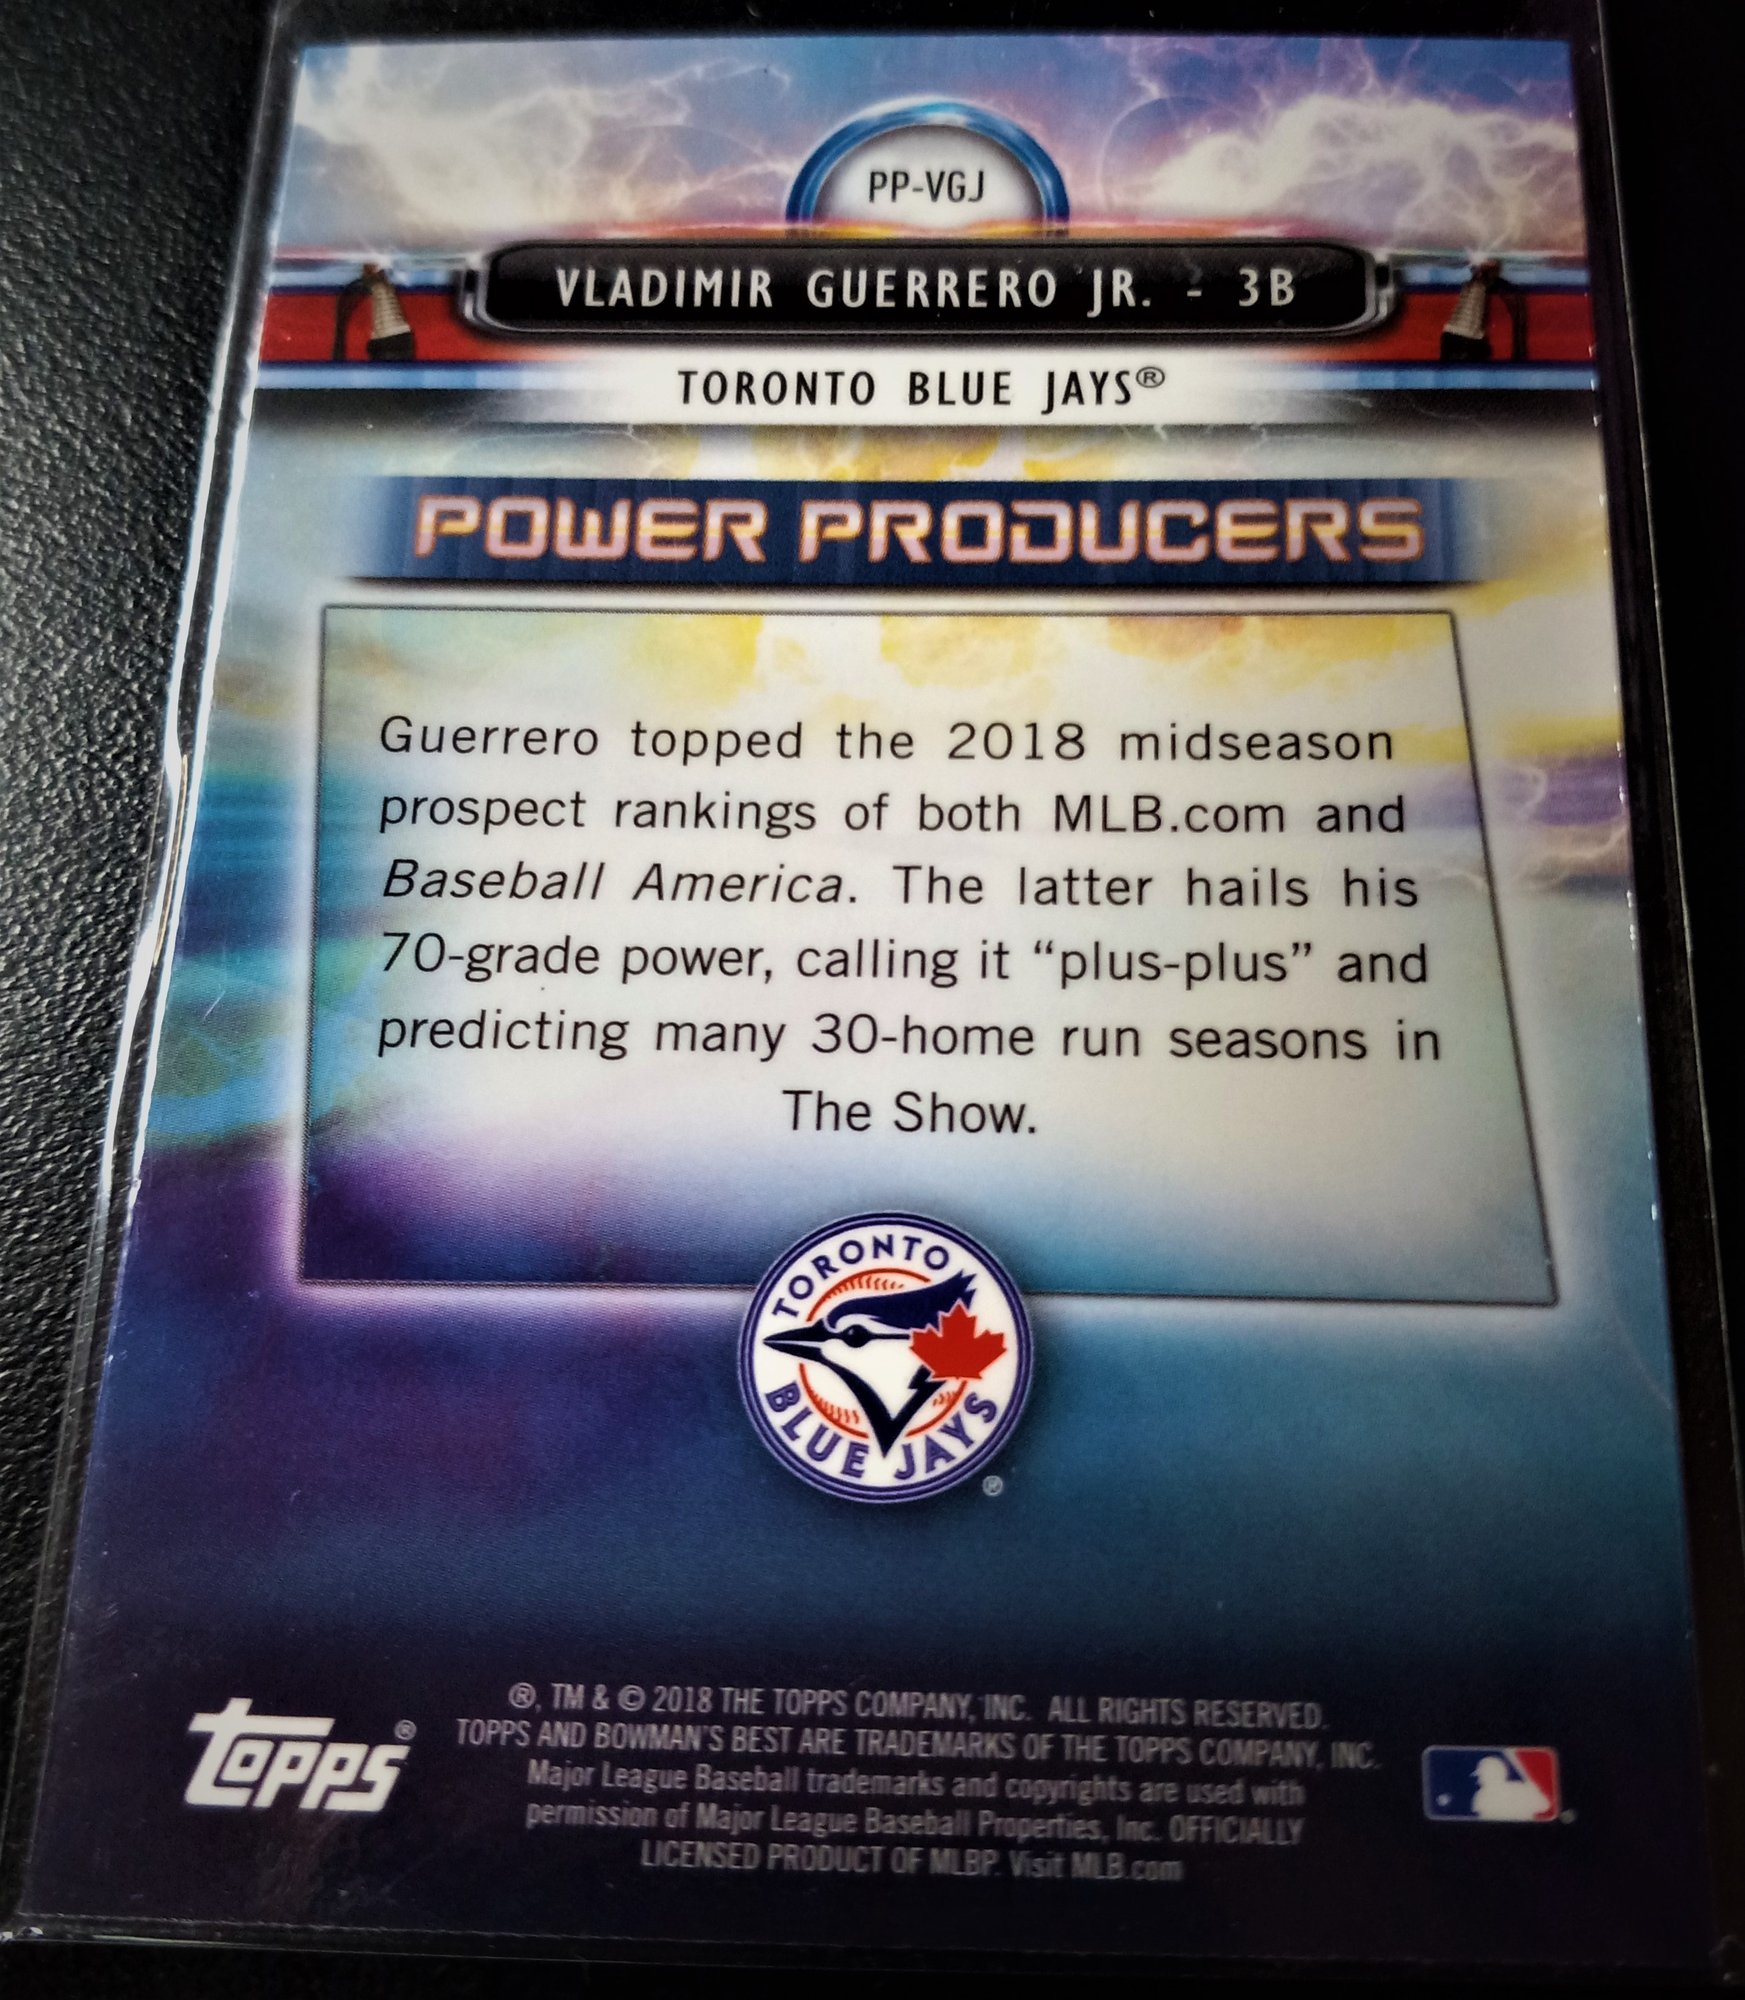 PP-VGJ
VLADIMIR GUERRERO JR. - 3B
TORONTO BLUE JAYS®
POWER PRODUCERS
Guerrero topped the 2018 midseason
prospect rankings of both MLB.com and
Baseball America. The latter hails his
70-grade power, calling it “plus-plus” and
predicting many 30-home run seasons in
The Show.
TORONTO
BLUE JAYS
®
®, TM & © 2018 THE TOPPS COMPANY, INC. ALL RIGHTS RESERVED.
TOPPS AND BOWMAN'S BEST ARE TRADEMARKS OF THE TOPPS COMPANY, INC.
Major League Baseball trademarks and copyrights are used with
permission of Major League Baseball Properties, Inc. OFFICIALLY
LICENSED PRODUCT OF MLBP. Visit MLB.com
Topps®